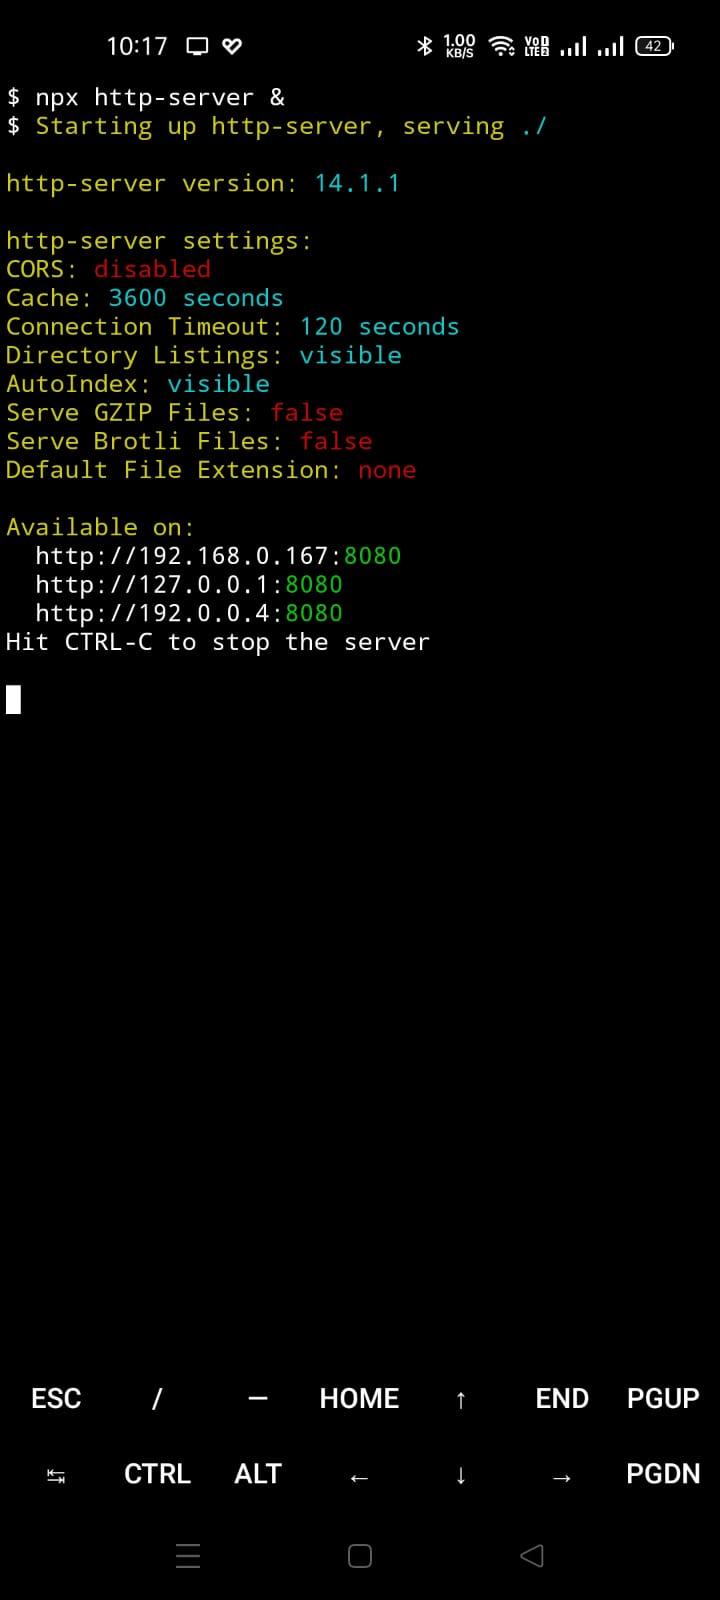 10:17 1.00 KB/S VoD LTE2 42
$ npx http-server &
$ Starting up http-server, serving ./
http-server version: 14.1.1
http-server settings:
CORS: disabled
Cache: 3600 seconds
Connection Timeout: 120 seconds
Directory Listings: visible
AutoIndex: visible
Serve GZIP Files: false
Serve Brotli Files: false
Default File Extension: none
Available on:
http://192.168.0.167:8080
http://127.0.0.1:8080
http://192.0.0.4:8080
Hit CTRL-C to stop the server
ESC / — HOME ↑ END PGUP
↹ CTRL ALT ← ↓ → PGDN